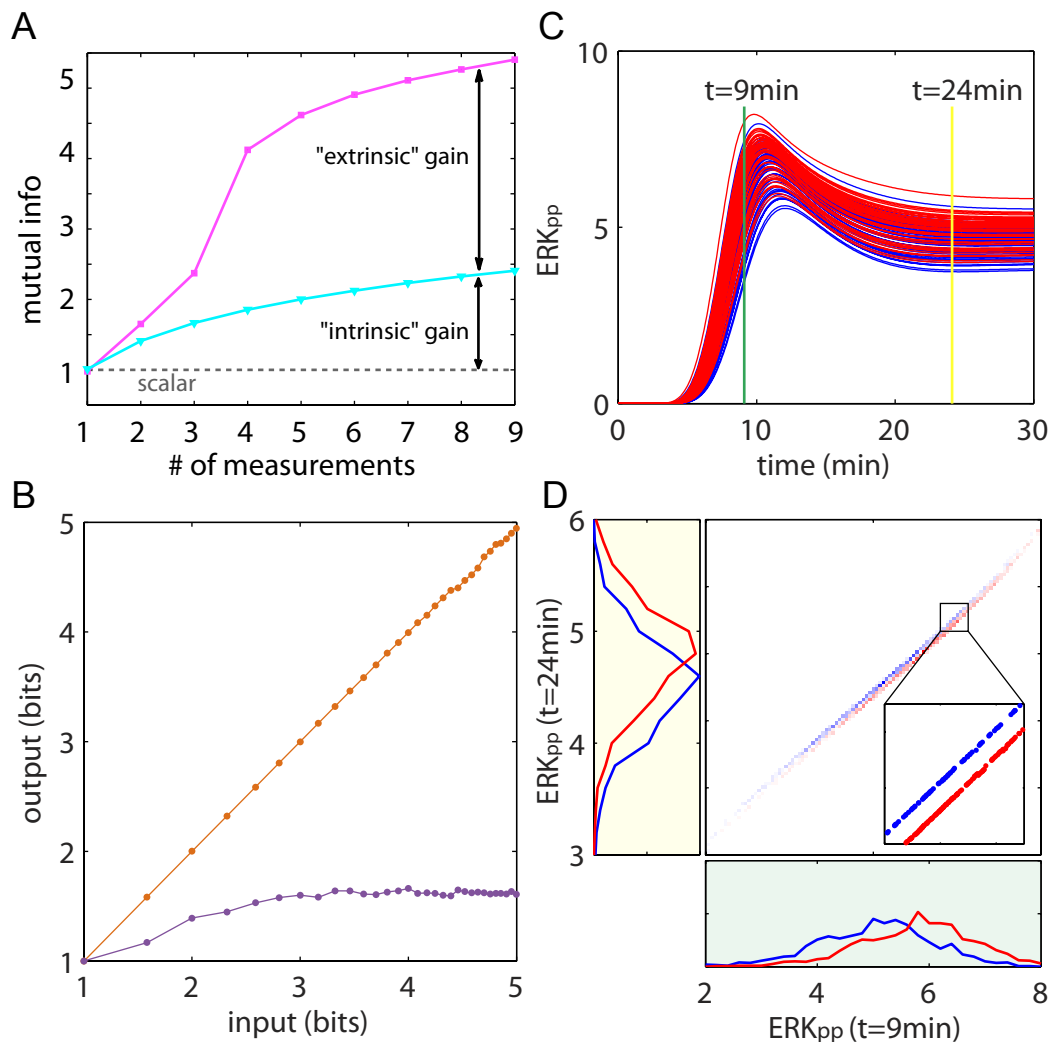 A
mutual info
5
4
3
2
1
"extrinsic" gain
"intrinsic" gain
scalar
1 2 3 4 5 6 7 8 9
# of measurements
B
output (bits)
5
4
3
2
1
1 2 3 4 5
input (bits)
C
ERKpp
10
5
0
t=9min
t=24min
0 10 20 30
time (min)
D
ERKpp (t=24min)
6
5
4
3
2 4 6 8
ERKpp (t=9min)